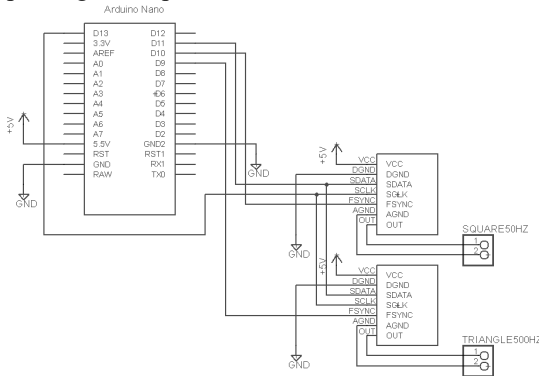 Arduino Nano
D13 D12
3.3V D11
AREF D10
A0 D9
A1 D8
A2 D7
A3 D6
A4 D5
A5 D4
A6 D3
A7 D2
5.5V GND2
RST RST1
GND RX1
RAW TX0
+5V
GND
GND
+5V
VCC VCC
DGND DGND
SDATA SDATA
SCLK SCLK
FSYNC FSYNC
AGND AGND
OUT OUT
GND
SQUARE50HZ
1
2
+5V
VCC VCC
DGND DGND
SDATA SDATA
SCLK SCLK
FSYNC FSYNC
AGND AGND
OUT OUT
GND
TRIANGLE500HZ
1
2